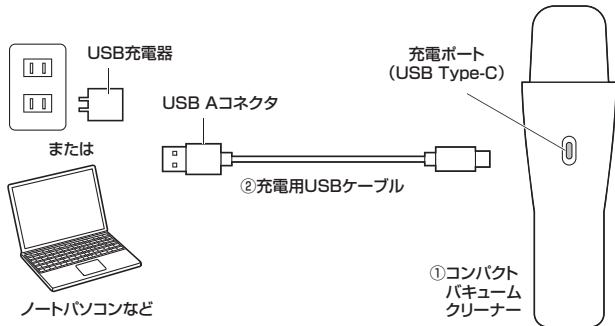 USB充電器
充電ポート
（USB Type-C）
USB Aコネクタ
または
②充電用USBケーブル
ノートパソコンなど
①コンパクト
バキューム
クリーナー